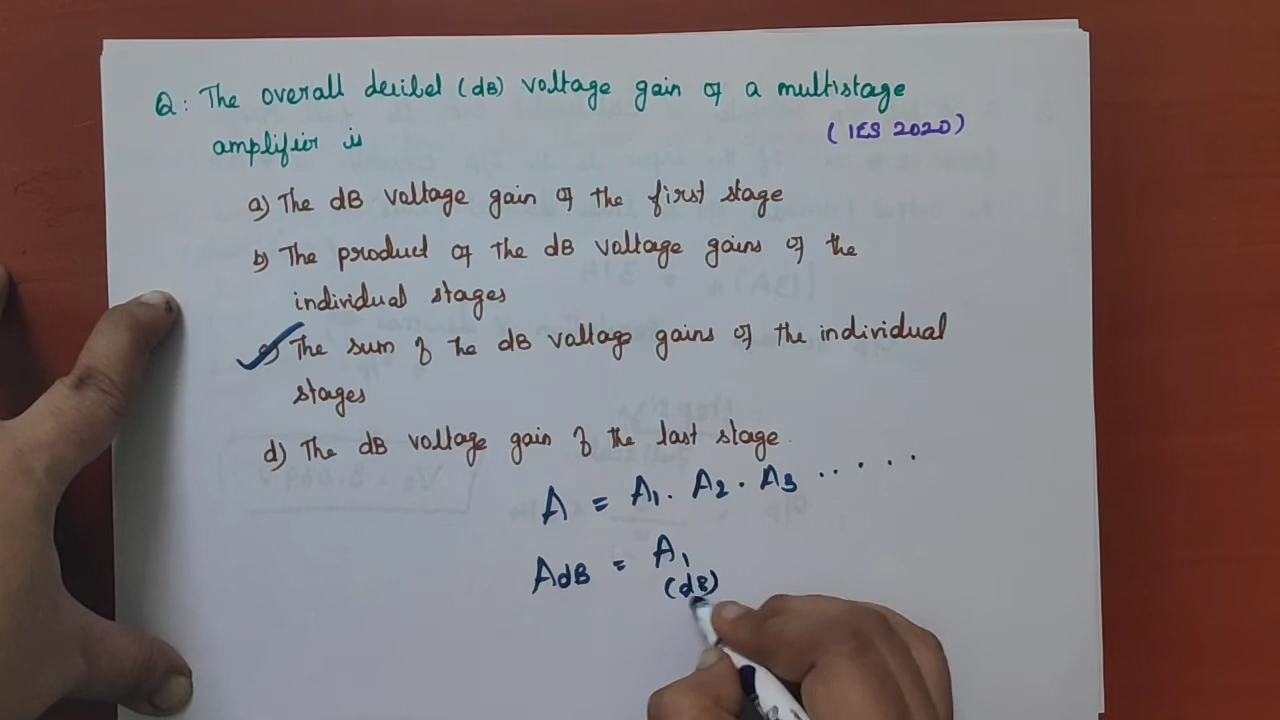 Q: The overall decibel (dB) voltage gain of a multistage
amplifier is
(IES 2020)
a) The dB voltage gain of the first stage
b) The product of the dB voltage gains of the
individual stages
c) The sum of the dB voltage gains of the individual
stages
d) The dB voltage gain of the last stage.
A = A1 . A2 . A3 .....
AdB = A1
(dB)